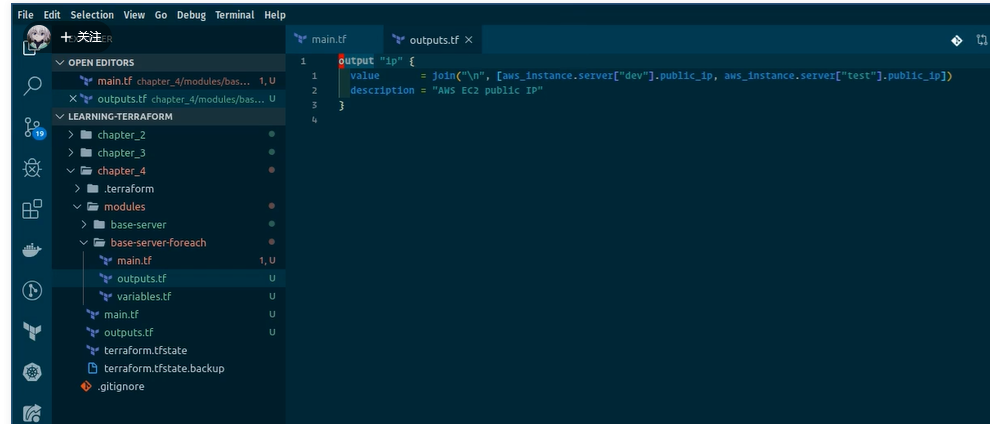 File Edit Selection View Go Debug Terminal Help
+ 关注
main.tf
outputs.tf ×
OPEN EDITORS
main.tf chapter_4/modules/bas... 1, U
× outputs.tf chapter_4/modules/ba... U
LEARNING-TERRAFORM
chapter_2
chapter_3
chapter_4
.terraform
modules
base-server
base-server-foreach
main.tf 1, U
outputs.tf U
variables.tf U
main.tf U
outputs.tf U
terraform.tfstate
terraform.tfstate.backup
.gitignore
19
1 output "ip" {
1 value = join("\n", [aws_instance.server["dev"].public_ip, aws_instance.server["test"].public_ip])
2 description = "AWS EC2 public IP"
3 }
4